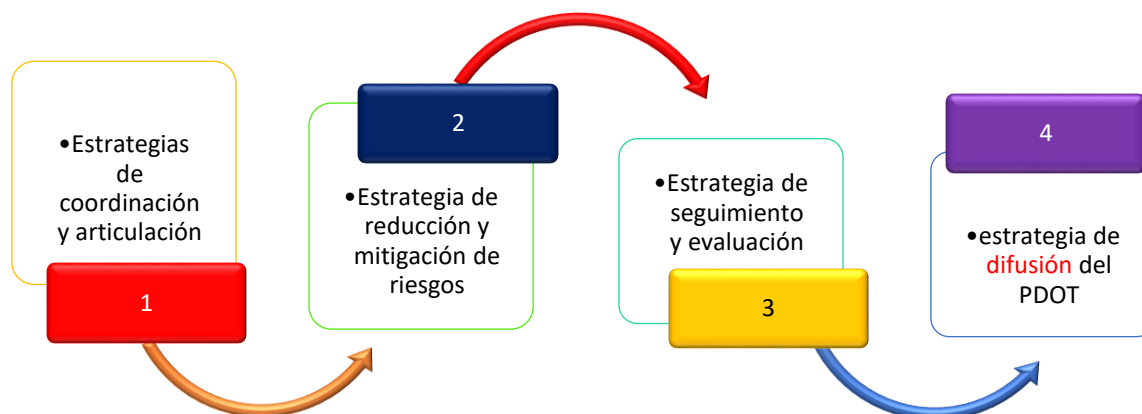 •Estrategias
de
coordinación
y articulación
1
2
•Estrategia de
reducción y
mitigación de
riesgos
•Estrategia de
seguimiento
y evaluación
3
4
•estrategia de
difusión del
PDOT